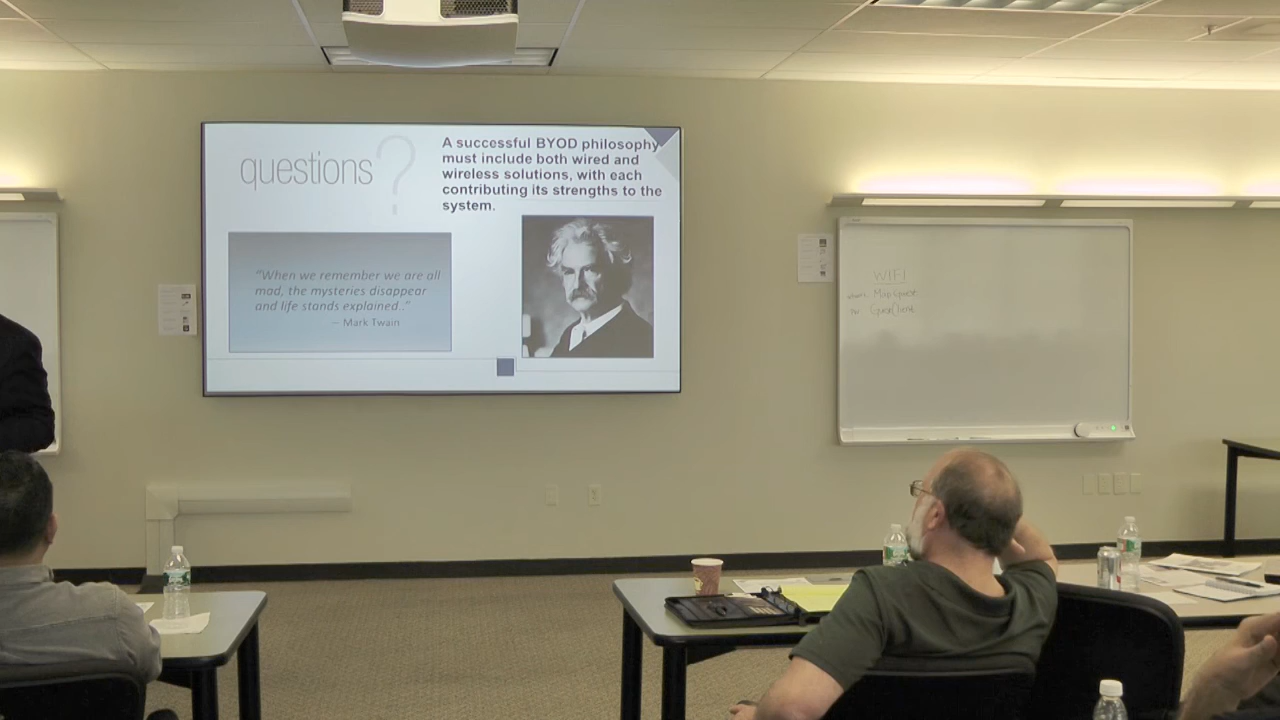 questions ?
A successful BYOD philosophy
must include both wired and
wireless solutions, with each
contributing its strengths to the
system.
"When we remember we are all
mad, the mysteries disappear
and life stands explained.."
— Mark Twain
WIFI